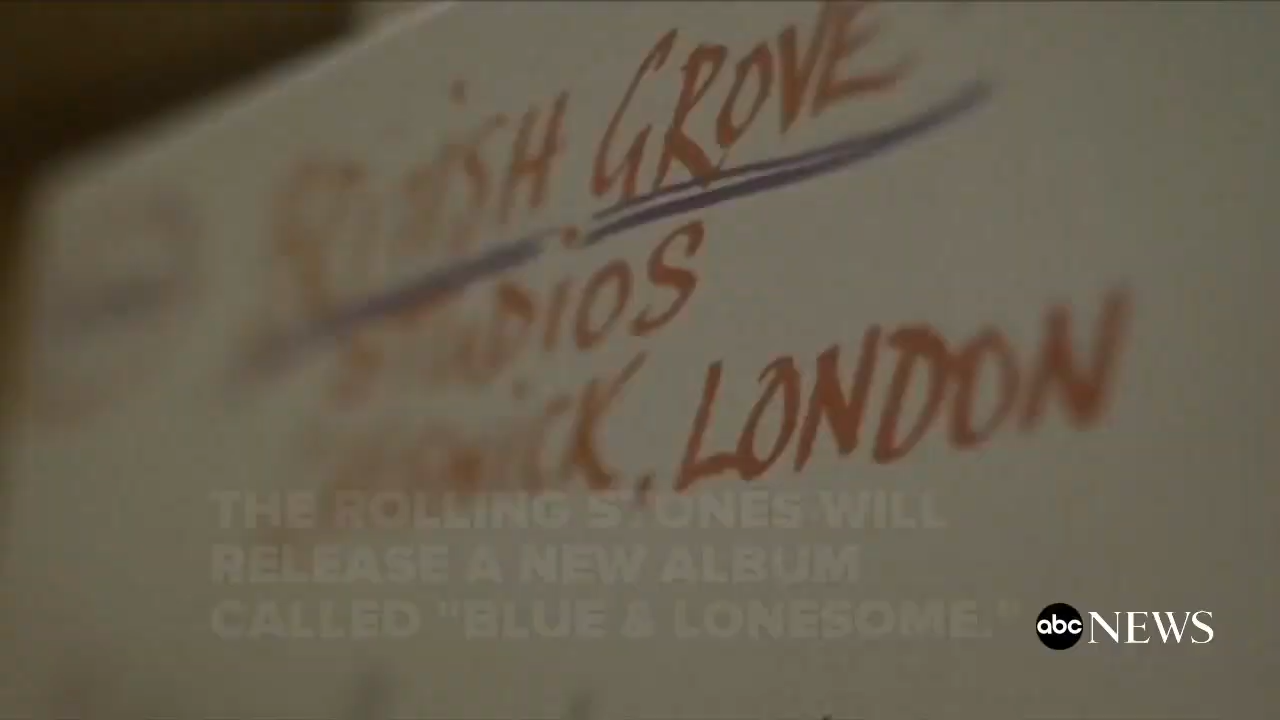 GROVE
LONDON
THE ROLLING STONES WILL
RELEASE A NEW ALBUM
CALLED "BLUE & LONESOME."
abc NEWS